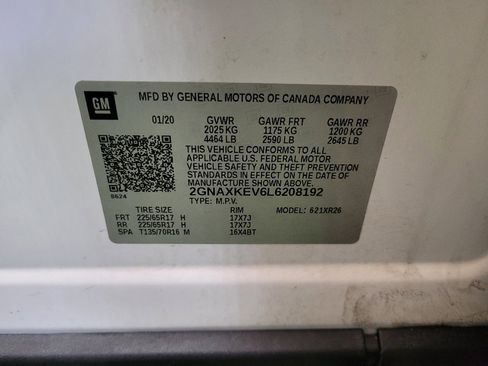 GM
MFD BY GENERAL MOTORS OF CANADA COMPANY
01/20 GVWR GAWR FRT GAWR RR
2025 KG 1175 KG 1200 KG
4464 LB 2590 LB 2645 LB
THIS VEHICLE CONFORMS TO ALL
APPLICABLE U.S. FEDERAL MOTOR
VEHICLE SAFETY AND THEFT PREVENTION
STANDARDS IN EFFECT ON THE DATE OF
MANUFACTURE SHOWN ABOVE.
8624 2GNAXKEV6L6208192
TYPE: M.P.V.
TIRE SIZE RIM MODEL: 621XR26
FRT 225/65R17 H 17X7J
RR 225/65R17 H 17X7J
SP T135/70R16 M 16X4BT